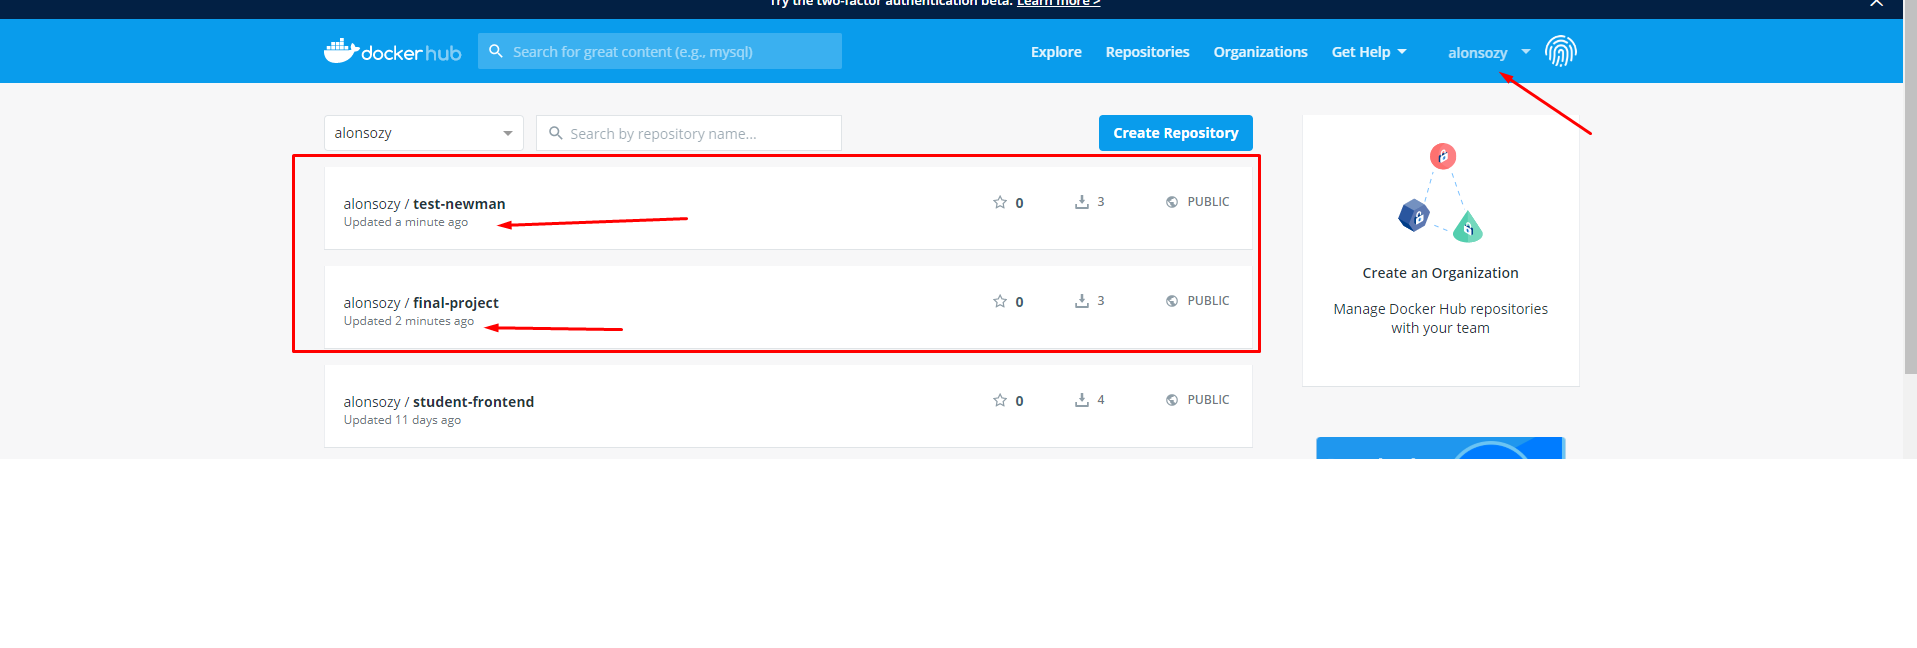 Try the two-factor authentication beta. Learn more >
docker hub
Search for great content (e.g., mysql)
Explore
Repositories
Organizations
Get Help
alonsozy
alonsozy
Search by repository name...
Create Repository
alonsozy / test-newman
Updated a minute ago
0
3
PUBLIC
alonsozy / final-project
Updated 2 minutes ago
0
3
PUBLIC
alonsozy / student-frontend
Updated 11 days ago
0
4
PUBLIC
Create an Organization
Manage Docker Hub repositories
with your team